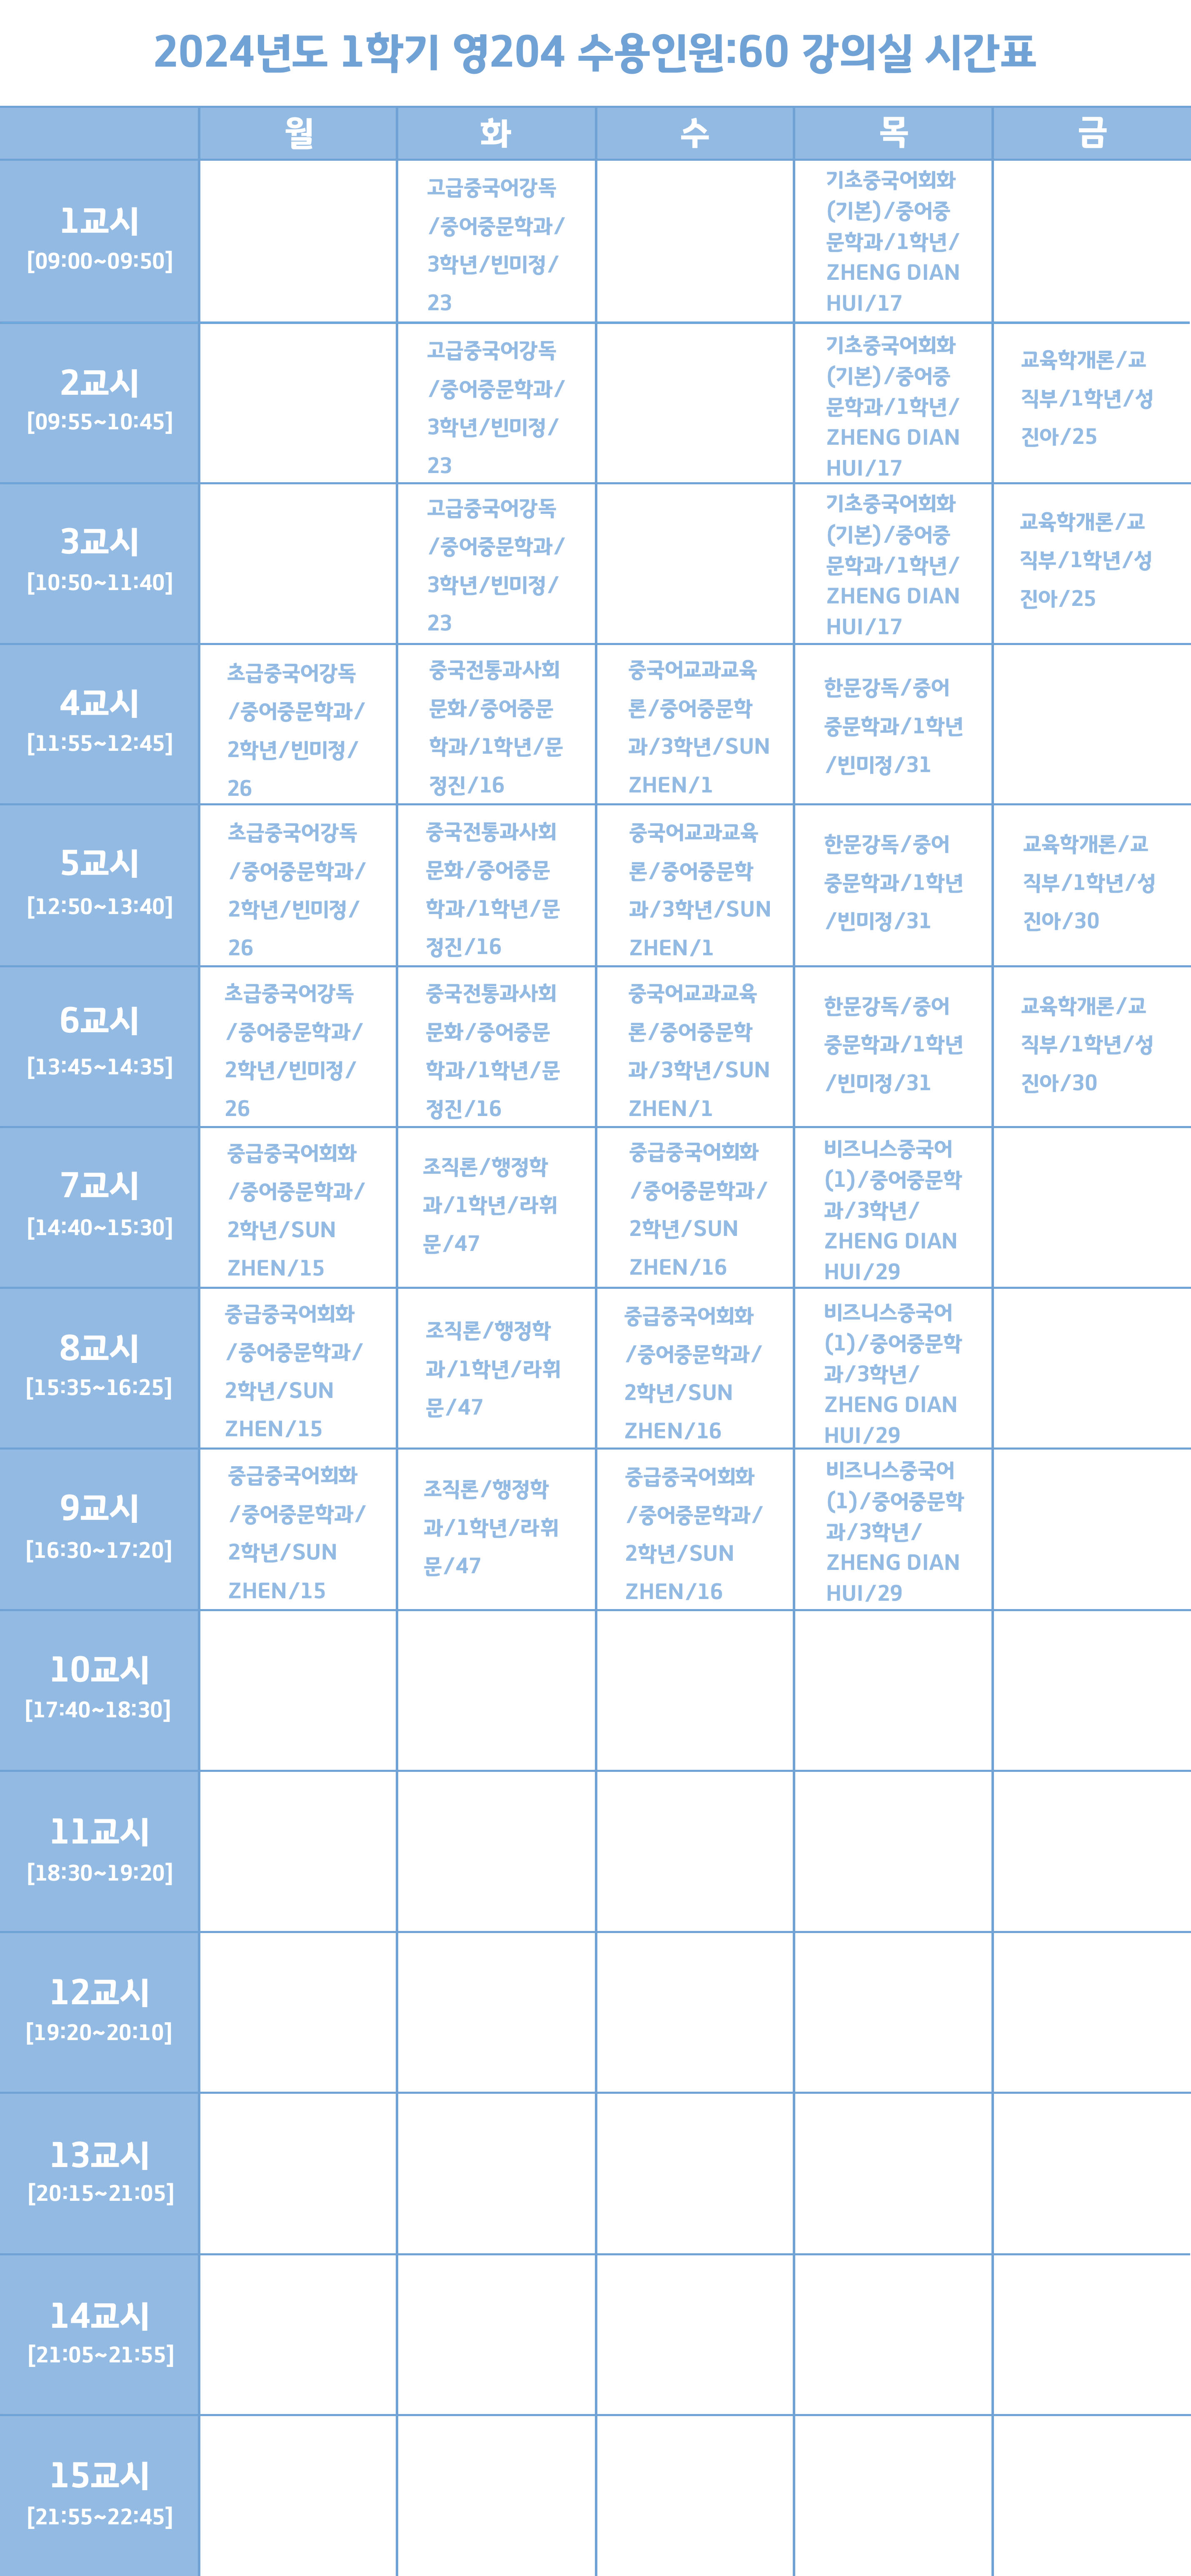 2024년도 1학기 영204 수용인원:60 강의실 시간표
월
화
수
목
금
1교시
[09:00~09:50]
고급중국어강독
/중어중문학과/
3학년/빈미정/
23
기초중국어회화
(기본)/중어중
문학과/1학년/
ZHENG DIAN
HUI/17
2교시
[09:55~10:45]
고급중국어강독
/중어중문학과/
3학년/빈미정/
23
기초중국어회화
(기본)/중어중
문학과/1학년/
ZHENG DIAN
HUI/17
교육학개론/교
직부/1학년/성
진아/25
3교시
[10:50~11:40]
고급중국어강독
/중어중문학과/
3학년/빈미정/
23
기초중국어회화
(기본)/중어중
문학과/1학년/
ZHENG DIAN
HUI/17
교육학개론/교
직부/1학년/성
진아/25
4교시
[11:55~12:45]
초급중국어강독
/중어중문학과/
2학년/빈미정/
26
중국전통과사회
문화/중어중문
학과/1학년/문
정진/16
중국어교과교육
론/중어중문학
과/3학년/SUN
ZHEN/1
한문강독/중어
중문학과/1학년
/빈미정/31
5교시
[12:50~13:40]
초급중국어강독
/중어중문학과/
2학년/빈미정/
26
중국전통과사회
문화/중어중문
학과/1학년/문
정진/16
중국어교과교육
론/중어중문학
과/3학년/SUN
ZHEN/1
한문강독/중어
중문학과/1학년
/빈미정/31
교육학개론/교
직부/1학년/성
진아/30
6교시
[13:45~14:35]
초급중국어강독
/중어중문학과/
2학년/빈미정/
26
중국전통과사회
문화/중어중문
학과/1학년/문
정진/16
중국어교과교육
론/중어중문학
과/3학년/SUN
ZHEN/1
한문강독/중어
중문학과/1학년
/빈미정/31
교육학개론/교
직부/1학년/성
진아/30
7교시
[14:40~15:30]
중급중국어회화
/중어중문학과/
2학년/SUN
ZHEN/15
조직론/행정학
과/1학년/라휘
문/47
중급중국어회화
/중어중문학과/
2학년/SUN
ZHEN/16
비즈니스중국어
(1)/중어중문학
과/3학년/
ZHENG DIAN
HUI/29
8교시
[15:35~16:25]
중급중국어회화
/중어중문학과/
2학년/SUN
ZHEN/15
조직론/행정학
과/1학년/라휘
문/47
중급중국어회화
/중어중문학과/
2학년/SUN
ZHEN/16
비즈니스중국어
(1)/중어중문학
과/3학년/
ZHENG DIAN
HUI/29
9교시
[16:30~17:20]
중급중국어회화
/중어중문학과/
2학년/SUN
ZHEN/15
조직론/행정학
과/1학년/라휘
문/47
중급중국어회화
/중어중문학과/
2학년/SUN
ZHEN/16
비즈니스중국어
(1)/중어중문학
과/3학년/
ZHENG DIAN
HUI/29
10교시
[17:40~18:30]
11교시
[18:30~19:20]
12교시
[19:20~20:10]
13교시
[20:15~21:05]
14교시
[21:05~21:55]
15교시
[21:55~22:45]